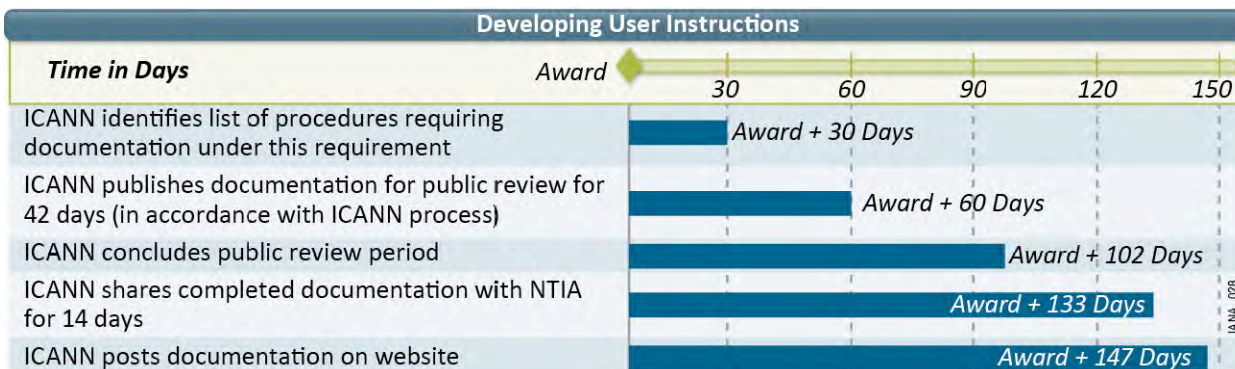 Developing User Instructions
Time in Days
Award
30 60 90 120 150
ICANN identifies list of procedures requiring
documentation under this requirement
Award + 30 Days
ICANN publishes documentation for public review for
42 days (in accordance with ICANN process)
Award + 60 Days
ICANN concludes public review period
Award + 102 Days
ICANN shares completed documentation with NTIA
for 14 days
Award + 133 Days
ICANN posts documentation on website
Award + 147 Days
IANA_028